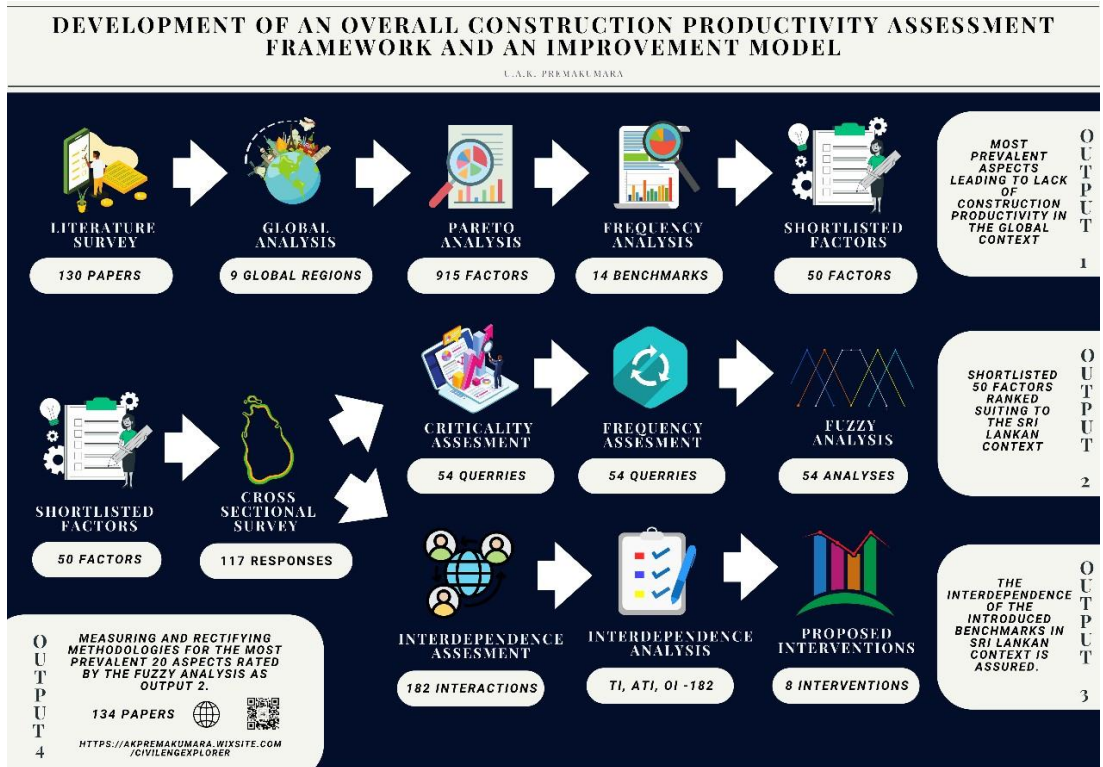 DEVELOPMENT OF AN OVERALL CONSTRUCTION PRODUCTIVITY ASSESSMENT
FRAMEWORK AND AN IMPROVEMENT MODEL
U.A.K. PREMAKUMARA
LITERATURE
SURVEY
130 PAPERS
GLOBAL
ANALYSIS
9 GLOBAL REGIONS
PARETO
ANALYSIS
915 FACTORS
FREQUENCY
ANALYSIS
14 BENCHMARKS
SHORTLISTED
FACTORS
50 FACTORS
MOST
PREVALENT
ASPECTS
LEADING TO LACK
OF
CONSTRUCTION
PRODUCTIVITY IN
THE GLOBAL
CONTEXT
OUTPUT 1
SHORTLISTED
FACTORS
50 FACTORS
CROSS
SECTIONAL
SURVEY
117 RESPONSES
CRITICALITY
ASSESMENT
54 QUERRIES
FREQUENCY
ASSESMENT
54 QUERRIES
FUZZY
ANALYSIS
54 ANALYSES
SHORTLISTED
50 FACTORS
RANKED
SUITING TO
THE SRI
LANKAN
CONTEXT
OUTPUT 2
INTERDEPENDENCE
ASSESMENT
182 INTERACTIONS
INTERDEPENDENCE
ANALYSIS
TI, ATI, OI -182
PROPOSED
INTERVENTIONS
8 INTERVENTIONS
THE
INTERDEPENDENCE
OF THE
INTRODUCED
BENCHMARKS IN
SRI LANKAN
CONTEXT IS
ASSURED.
OUTPUT 3
OUTPUT 4
MEASURING AND RECTIFYING
METHODOLOGIES FOR THE MOST
PREVALENT 20 ASPECTS RATED
BY THE FUZZY ANALYSIS AS
OUTPUT 2.
134 PAPERS
HTTPS://AKPREMAKUMARA.WIXSITE.COM
/CIVILENGEXPLORER